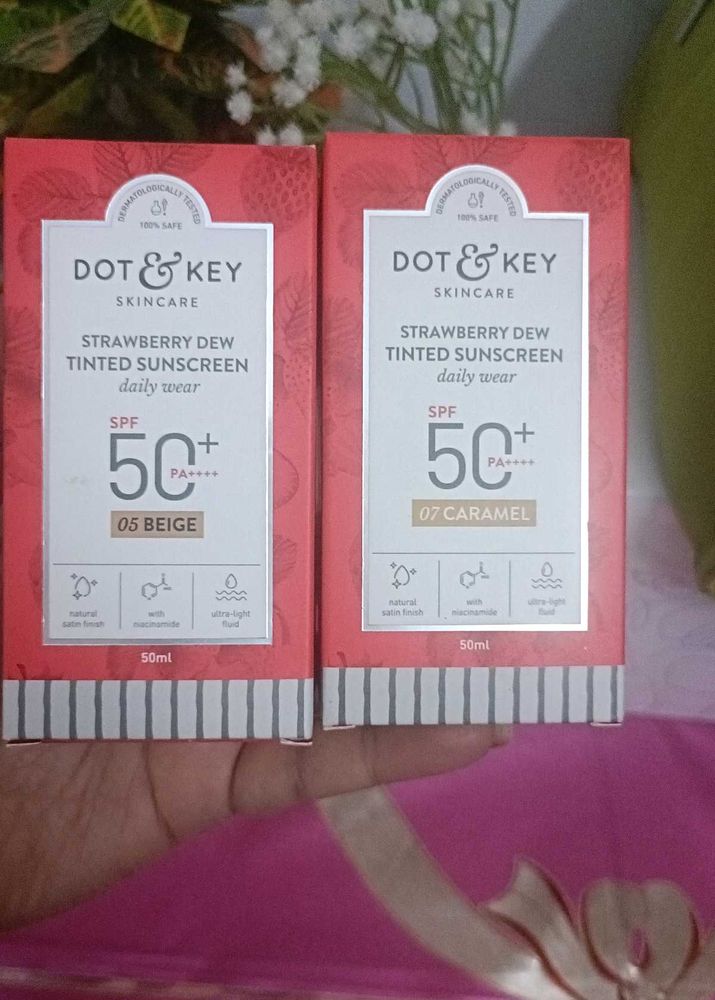 DERMATOLOGICALLY TESTED
100% SAFE
DOT & KEY
SKINCARE
STRAWBERRY DEW
TINTED SUNSCREEN
daily wear
SPF
50+
PA++++
05 BEIGE
natural
satin finish
with
niacinamide
ultra-light
fluid
50ml
DERMATOLOGICALLY TESTED
100% SAFE
DOT & KEY
SKINCARE
STRAWBERRY DEW
TINTED SUNSCREEN
daily wear
SPF
50+
PA++++
07 CARAMEL
natural
satin finish
with
niacinamide
ultra-light
fluid
50ml